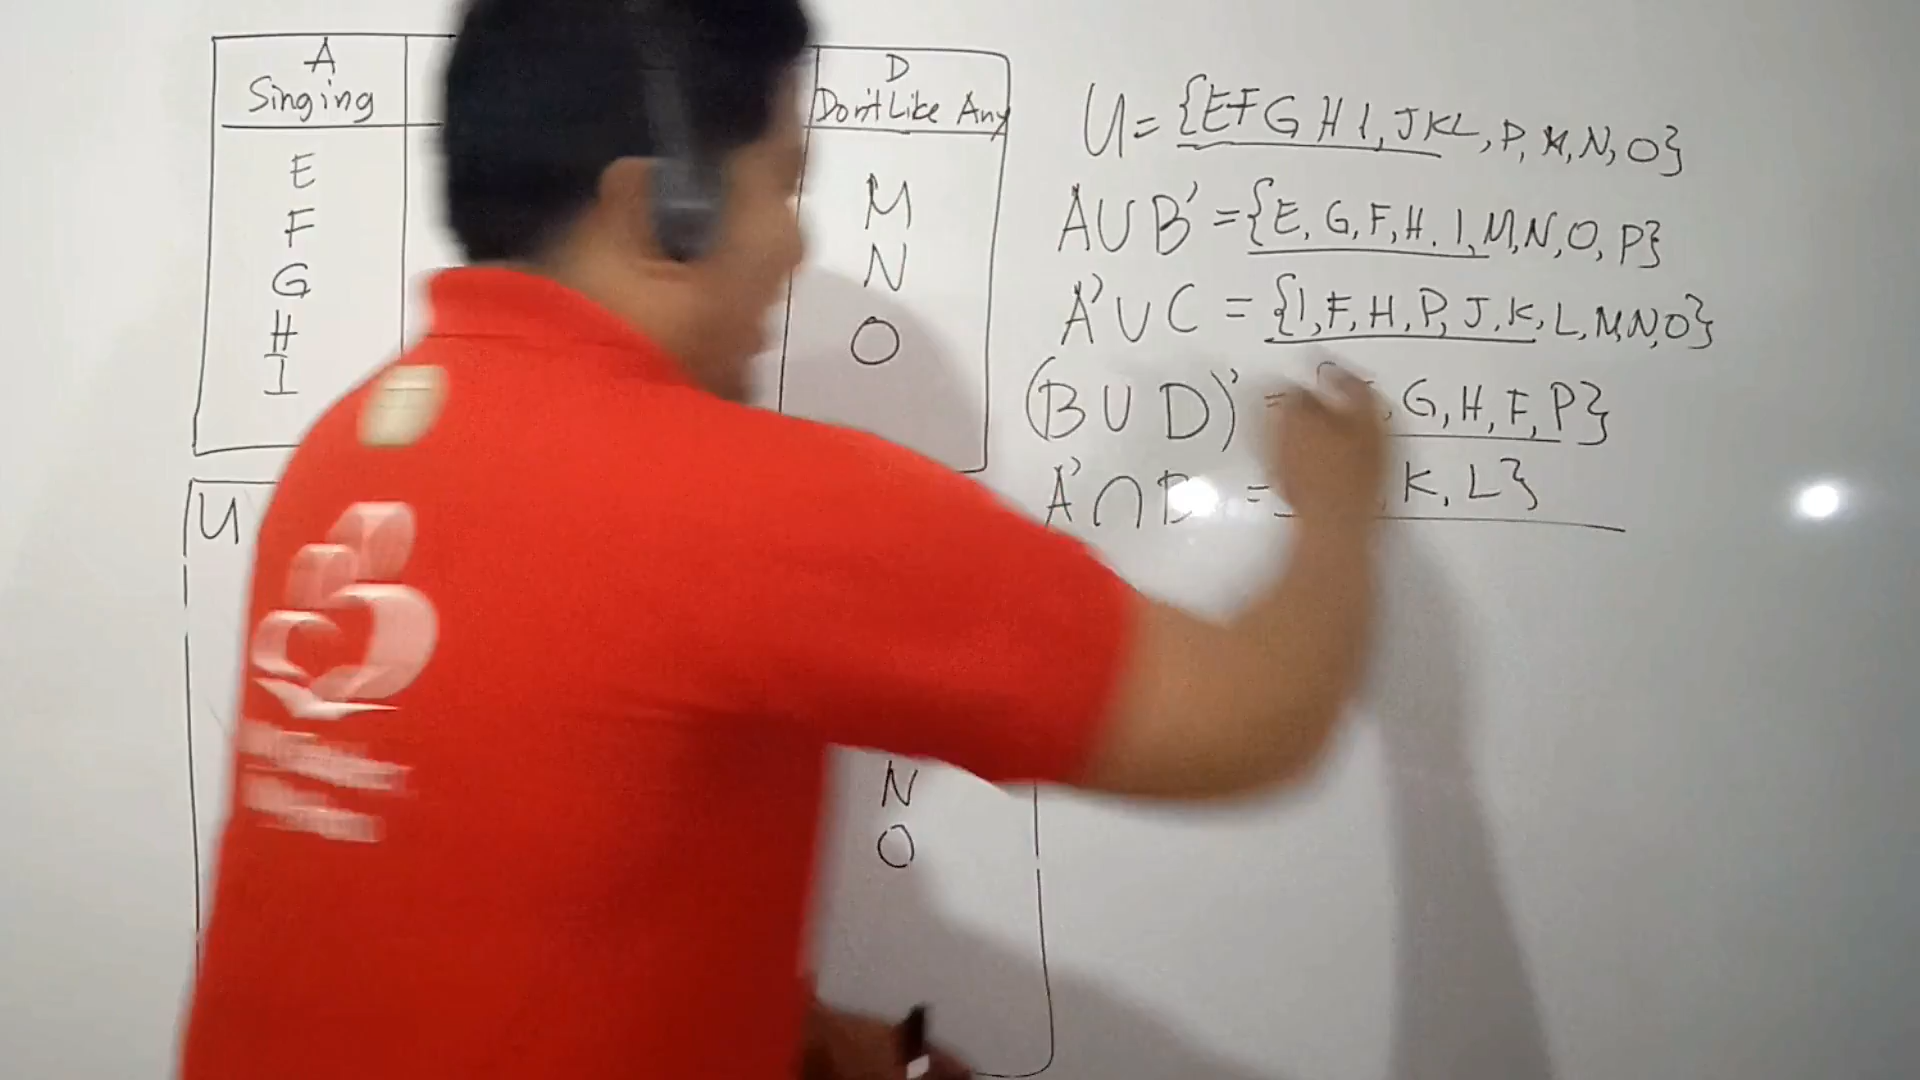 A
Singing
E
F
G
H
I
D
Don't Like Any
M
N
O
U = {E F G H I, J K L, P, M, N, O}
A ∪ B' = {E, G, F, H, I, M, N, O, P}
A' ∪ C = {I, F, H, P, J, K, L, M, N, O}
(B ∪ D)' = , G, H, F, P}
A' ∩ = , K, L}
U
N
O